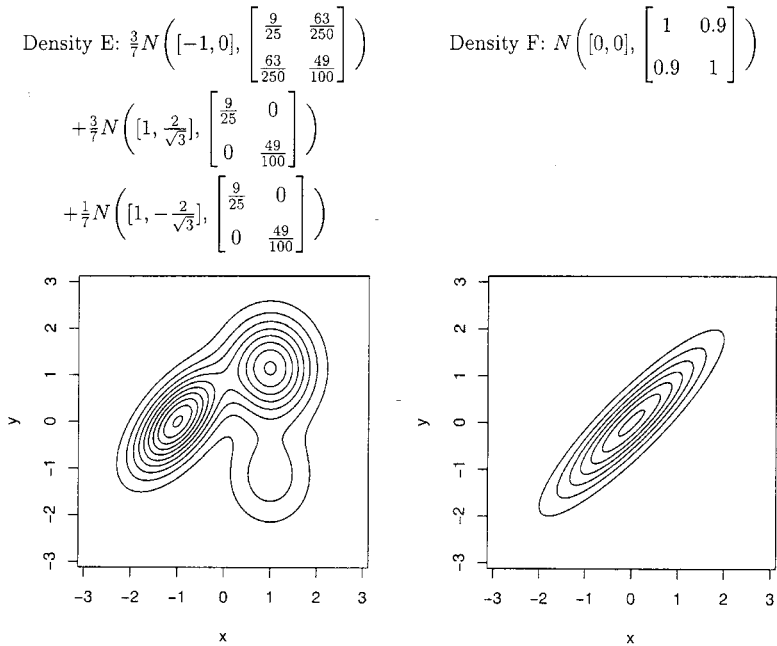 Density E: 3/7 N([-1, 0], [9/25 63/250; 63/250 49/100])
+3/7 N([1, 2/√3], [9/25 0; 0 49/100])
+1/7 N([1, -2/√3], [9/25 0; 0 49/100])
Density F: N([0, 0], [1 0.9; 0.9 1])
3
2
1
0
-1
-2
-3
y
-3 -2 -1 0 1 2 3
x
3
2
1
0
-1
-2
-3
y
-3 -2 -1 0 1 2 3
x